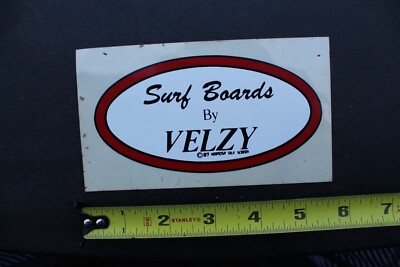 Surf Boards
By
VELZY
STANLEY
2 3 4 5 6 7